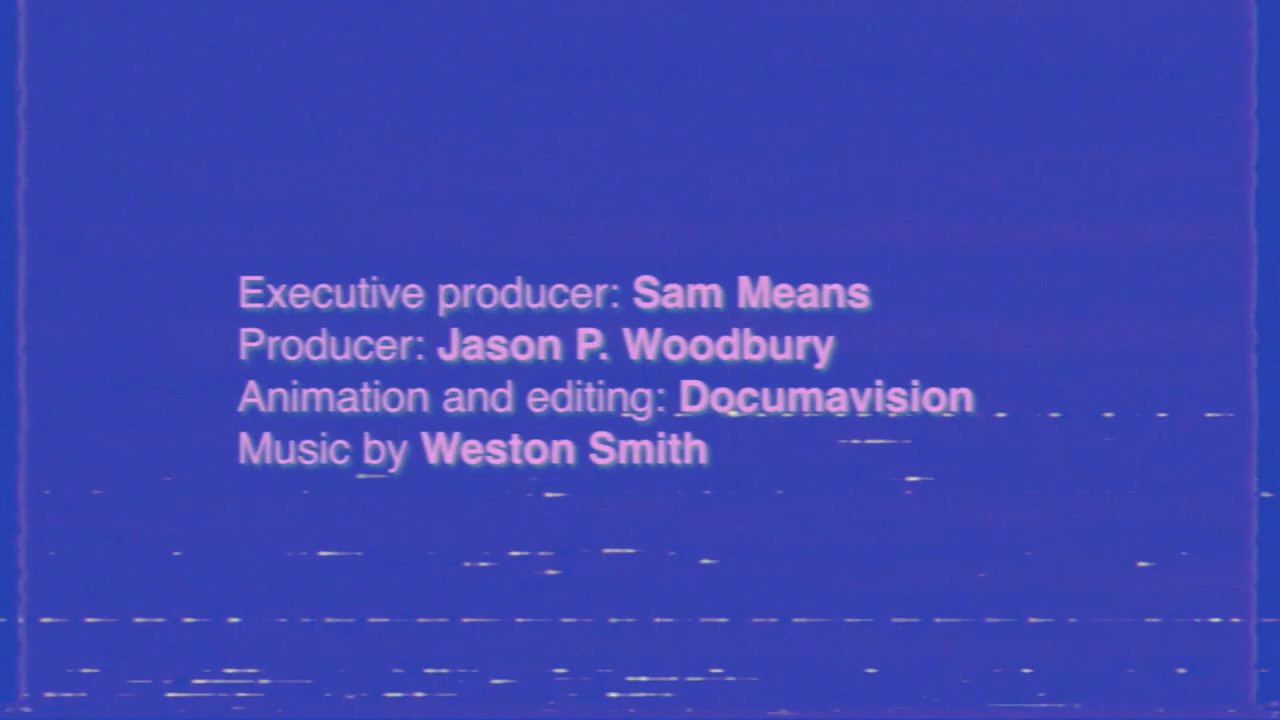 Executive producer: Sam Means
Producer: Jason P. Woodbury
Animation and editing: Documavision
Music by Weston Smith